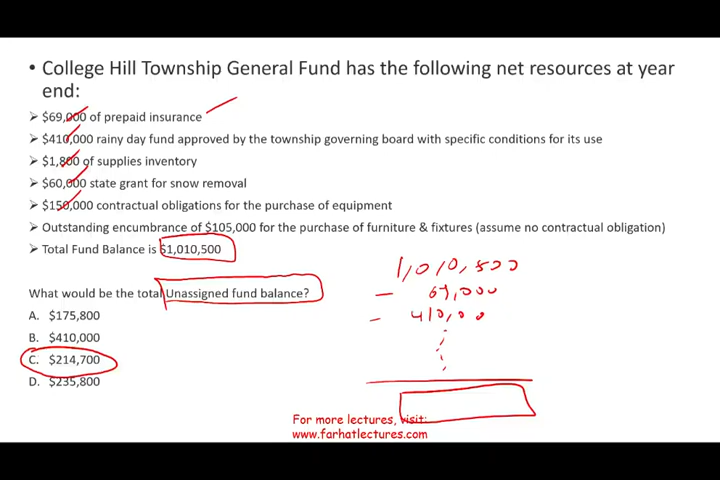 • College Hill Township General Fund has the following net resources at year
end:
➢ $69,000 of prepaid insurance
➢ $410,000 rainy day fund approved by the township governing board with specific conditions for its use
➢ $1,800 of supplies inventory
➢ $60,000 state grant for snow removal
➢ $150,000 contractual obligations for the purchase of equipment
➢ Outstanding encumbrance of $105,000 for the purchase of furniture & fixtures (assume no contractual obligation)
➢ Total Fund Balance is $1,010,500
1,010,500
- 69,000
What would be the total Unassigned fund balance?
- 410,00
A. $175,800
B. $410,000
C. $214,700
D. $235,800
For more lectures, visit:
www.farhatlectures.com